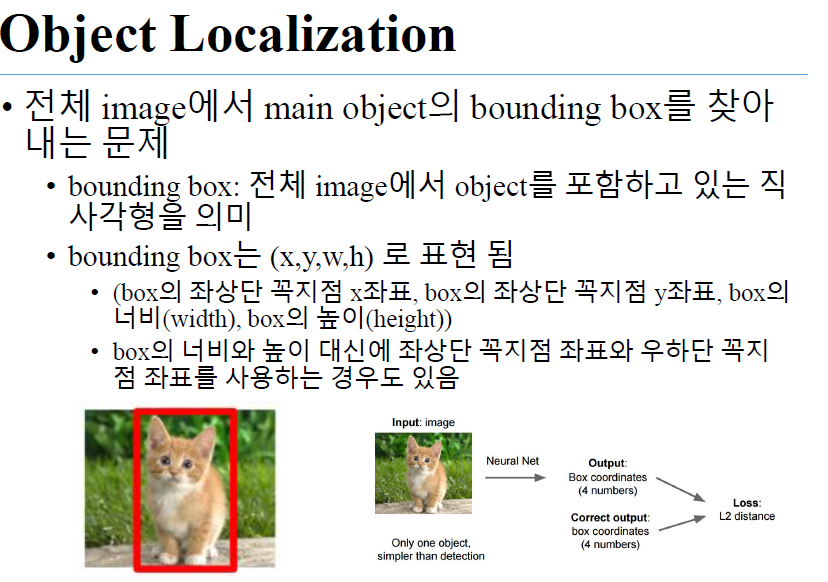 Object Localization
• 전체 image에서 main object의 bounding box를 찾아
내는 문제
• bounding box: 전체 image에서 object를 포함하고 있는 직
사각형을 의미
• bounding box는 (x,y,w,h) 로 표현 됨
• (box의 좌상단 꼭지점 x좌표, box의 좌상단 꼭지점 y좌표, box의
너비(width), box의 높이(height))
• box의 너비와 높이 대신에 좌상단 꼭지점 좌표와 우하단 꼭지
점 좌표를 사용하는 경우도 있음
Input: image
Neural Net
Output:
Box coordinates
(4 numbers)
Correct output:
box coordinates
(4 numbers)
Loss:
L2 distance
Only one object,
simpler than detection